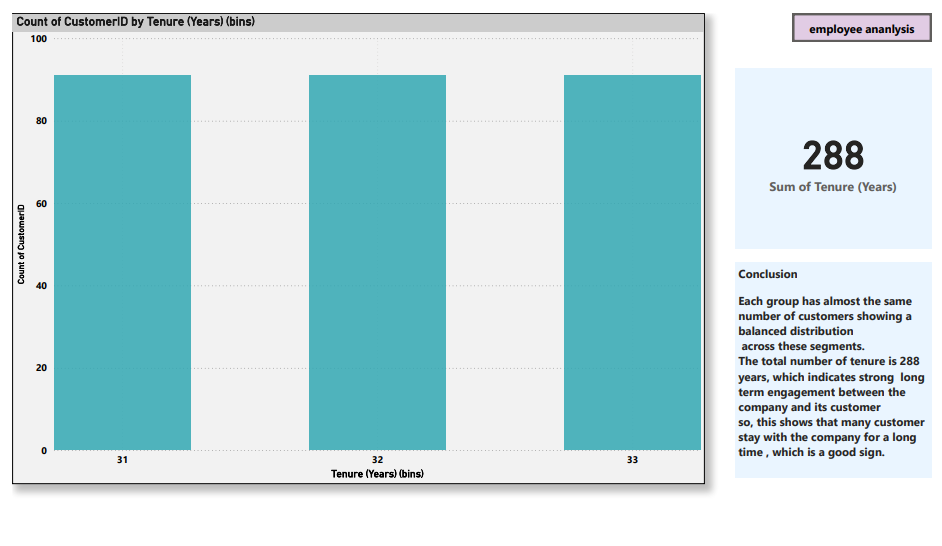 Count of CustomerID by Tenure (Years) (bins)
employee ananlysis
100
80
60
40
20
0
Count of CustomerID
31
32
33
Tenure (Years) (bins)
288
Sum of Tenure (Years)
Conclusion
Each group has almost the same
number of customers showing a
balanced distribution
across these segments.
The total number of tenure is 288
years, which indicates strong  long
term engagement between the
company and its customer
so, this shows that many customer
stay with the company for a long
time , which is a good sign.